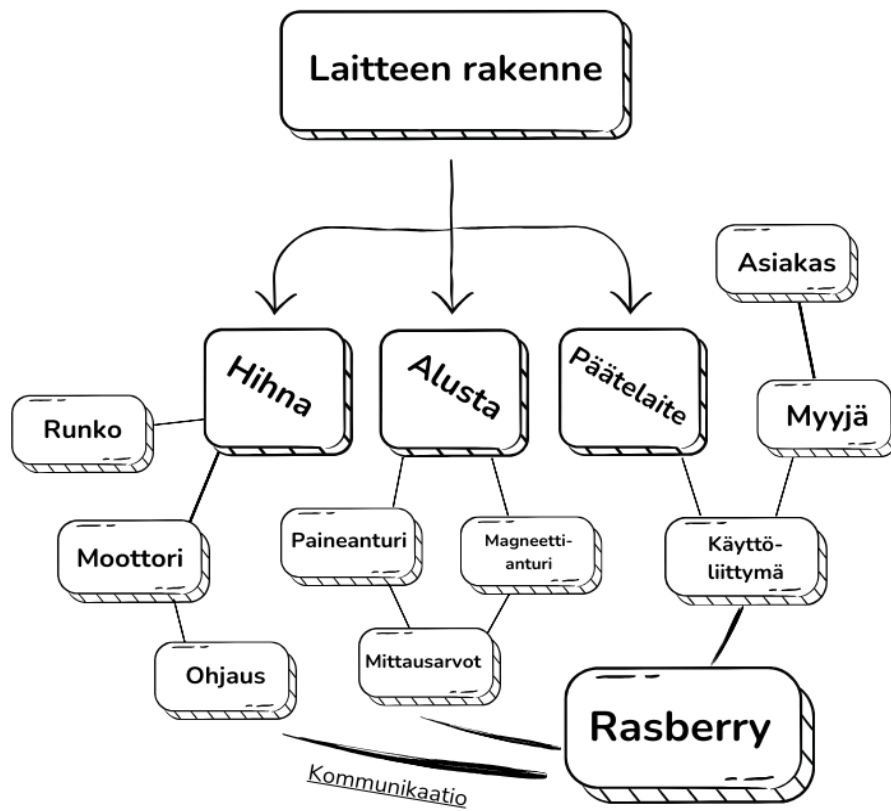 Laitteen rakenne
Asiakas
Hihna
Alusta
Päätelaite
Runko
Myyjä
Moottori
Paineanturi
Magneetti-
anturi
Käyttö-
liittymä
Ohjaus
Mittausarvot
Rasberry
Kommunikaatio